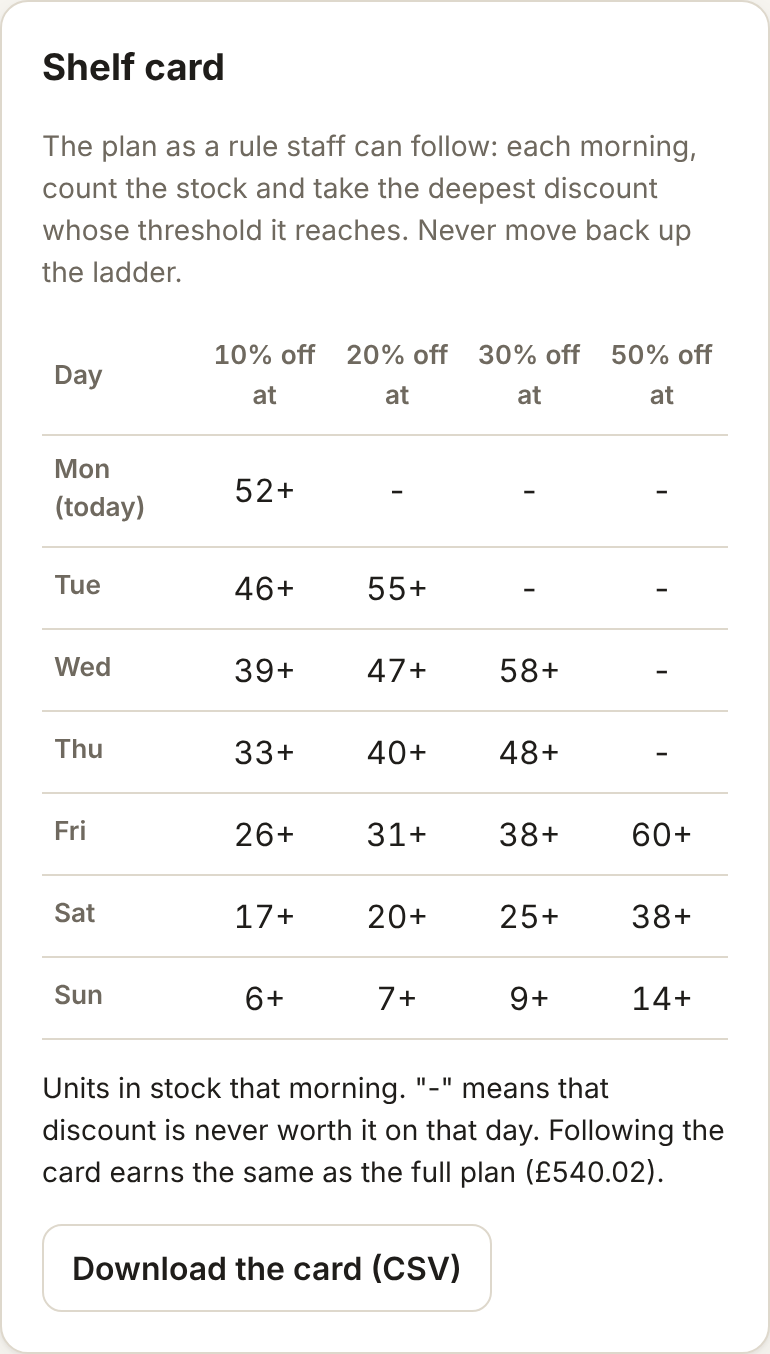 Shelf card
The plan as a rule staff can follow: each morning,
count the stock and take the deepest discount
whose threshold it reaches. Never move back up
the ladder.
Day 10% off at 20% off at 30% off at 50% off at
Mon (today) 52+ - - -
Tue 46+ 55+ - -
Wed 39+ 47+ 58+ -
Thu 33+ 40+ 48+ -
Fri 26+ 31+ 38+ 60+
Sat 17+ 20+ 25+ 38+
Sun 6+ 7+ 9+ 14+
Units in stock that morning. "-" means that
discount is never worth it on that day. Following the
card earns the same as the full plan (£540.02).
Download the card (CSV)